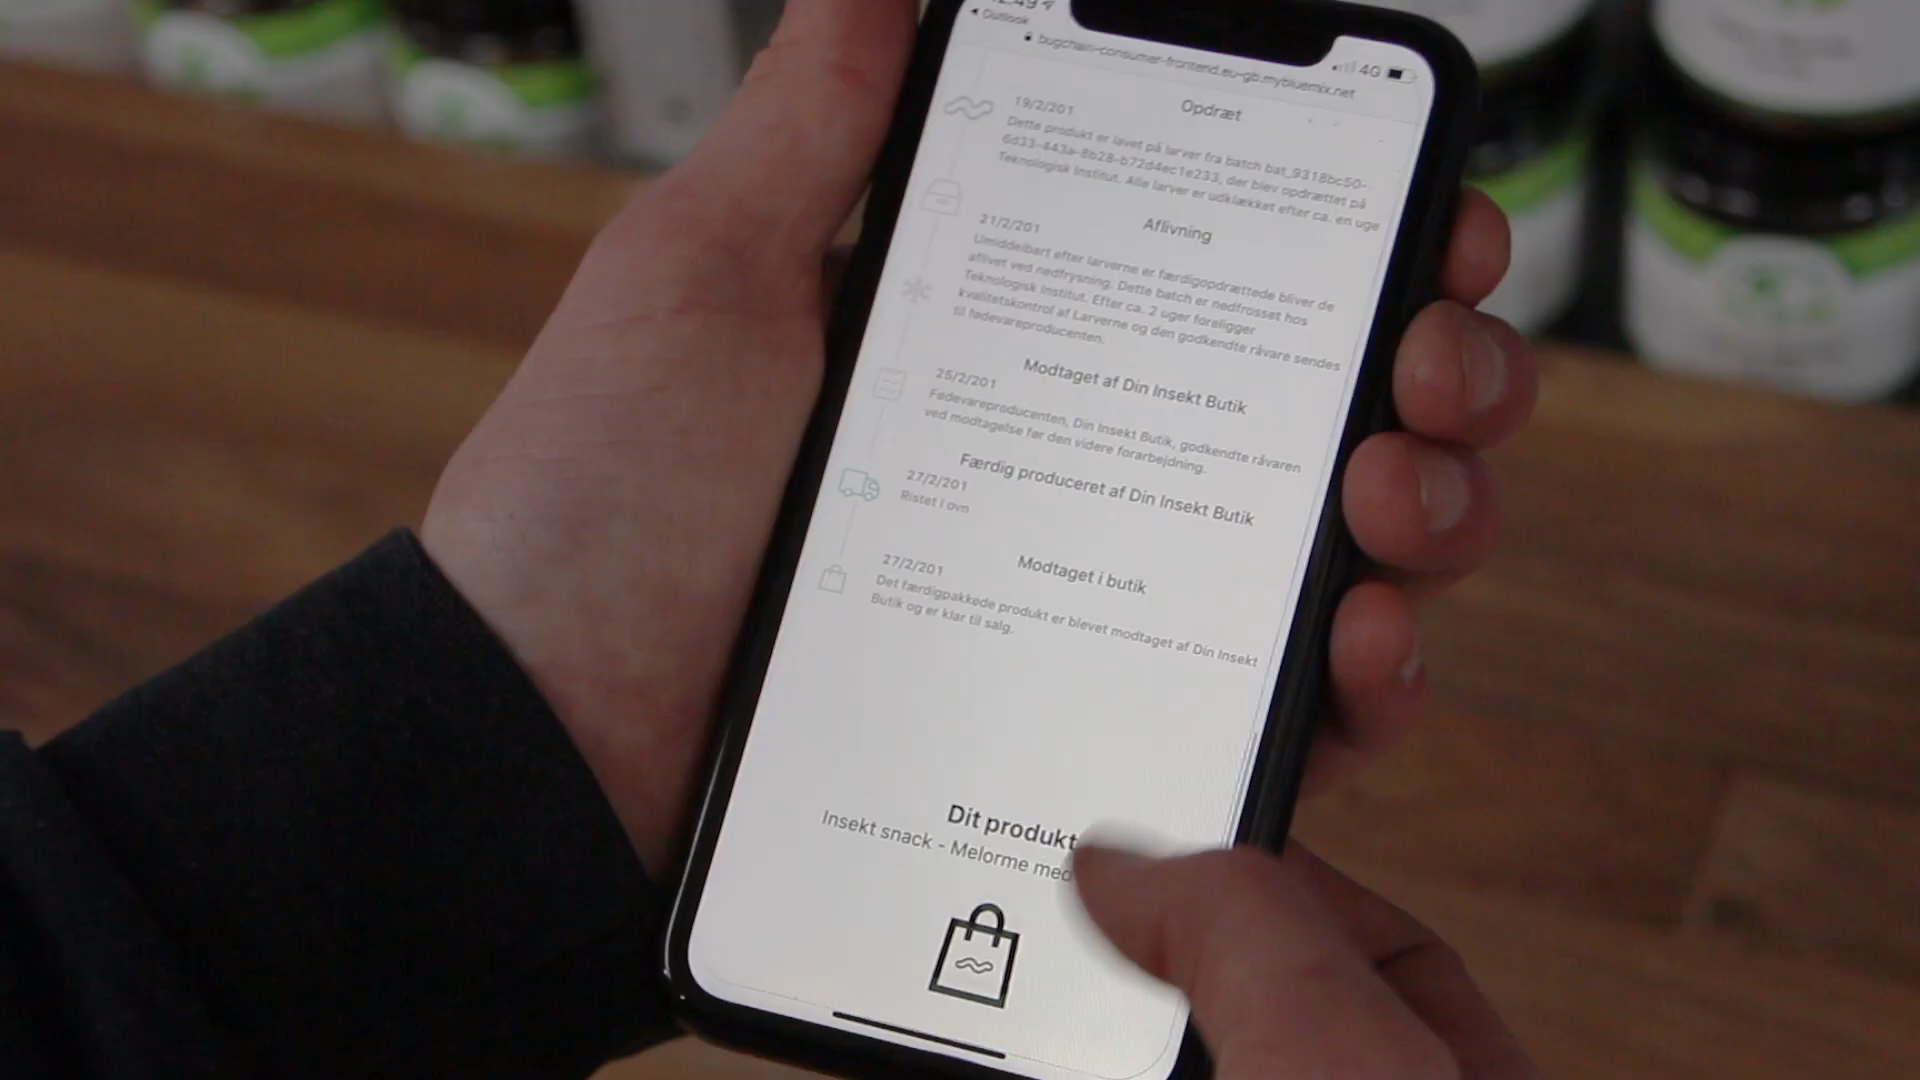 Outlook
bugchain-consumer-frontend.eu-gb.mybluemix.net
4G
Opdræt
19/2/201
Dette produkt er lavet på larver fra batch bat_9318bc50-
6d33-443a-8b28-b72d4ec1e233, der blev opdrættet på
Teknologisk Institut. Alle larver er udklækket efter ca. en uge
Aflivning
21/2/201
Umiddelbart efter larverne er færdigopdrættede bliver de
aflivet ved nedfrysning. Dette batch er nedfrosset hos
Teknologisk Institut. Efter ca. 2 uger foreligger
kvalitetskontrol af Larverne og den godkendte råvare sendes
til fødevareproducenten.
Modtaget af Din Insekt Butik
25/2/201
Fødevareproducenten, Din Insekt Butik, godkendte råvaren
ved modtagelse før den videre forarbejdning.
Færdig produceret af Din Insekt Butik
27/2/201
Ristet i ovn
Modtaget i butik
27/2/201
Det færdigpakkede produkt er blevet modtaget af Din Insekt
Butik og er klar til salg.
Dit produkt
Insekt snack - Melorme med